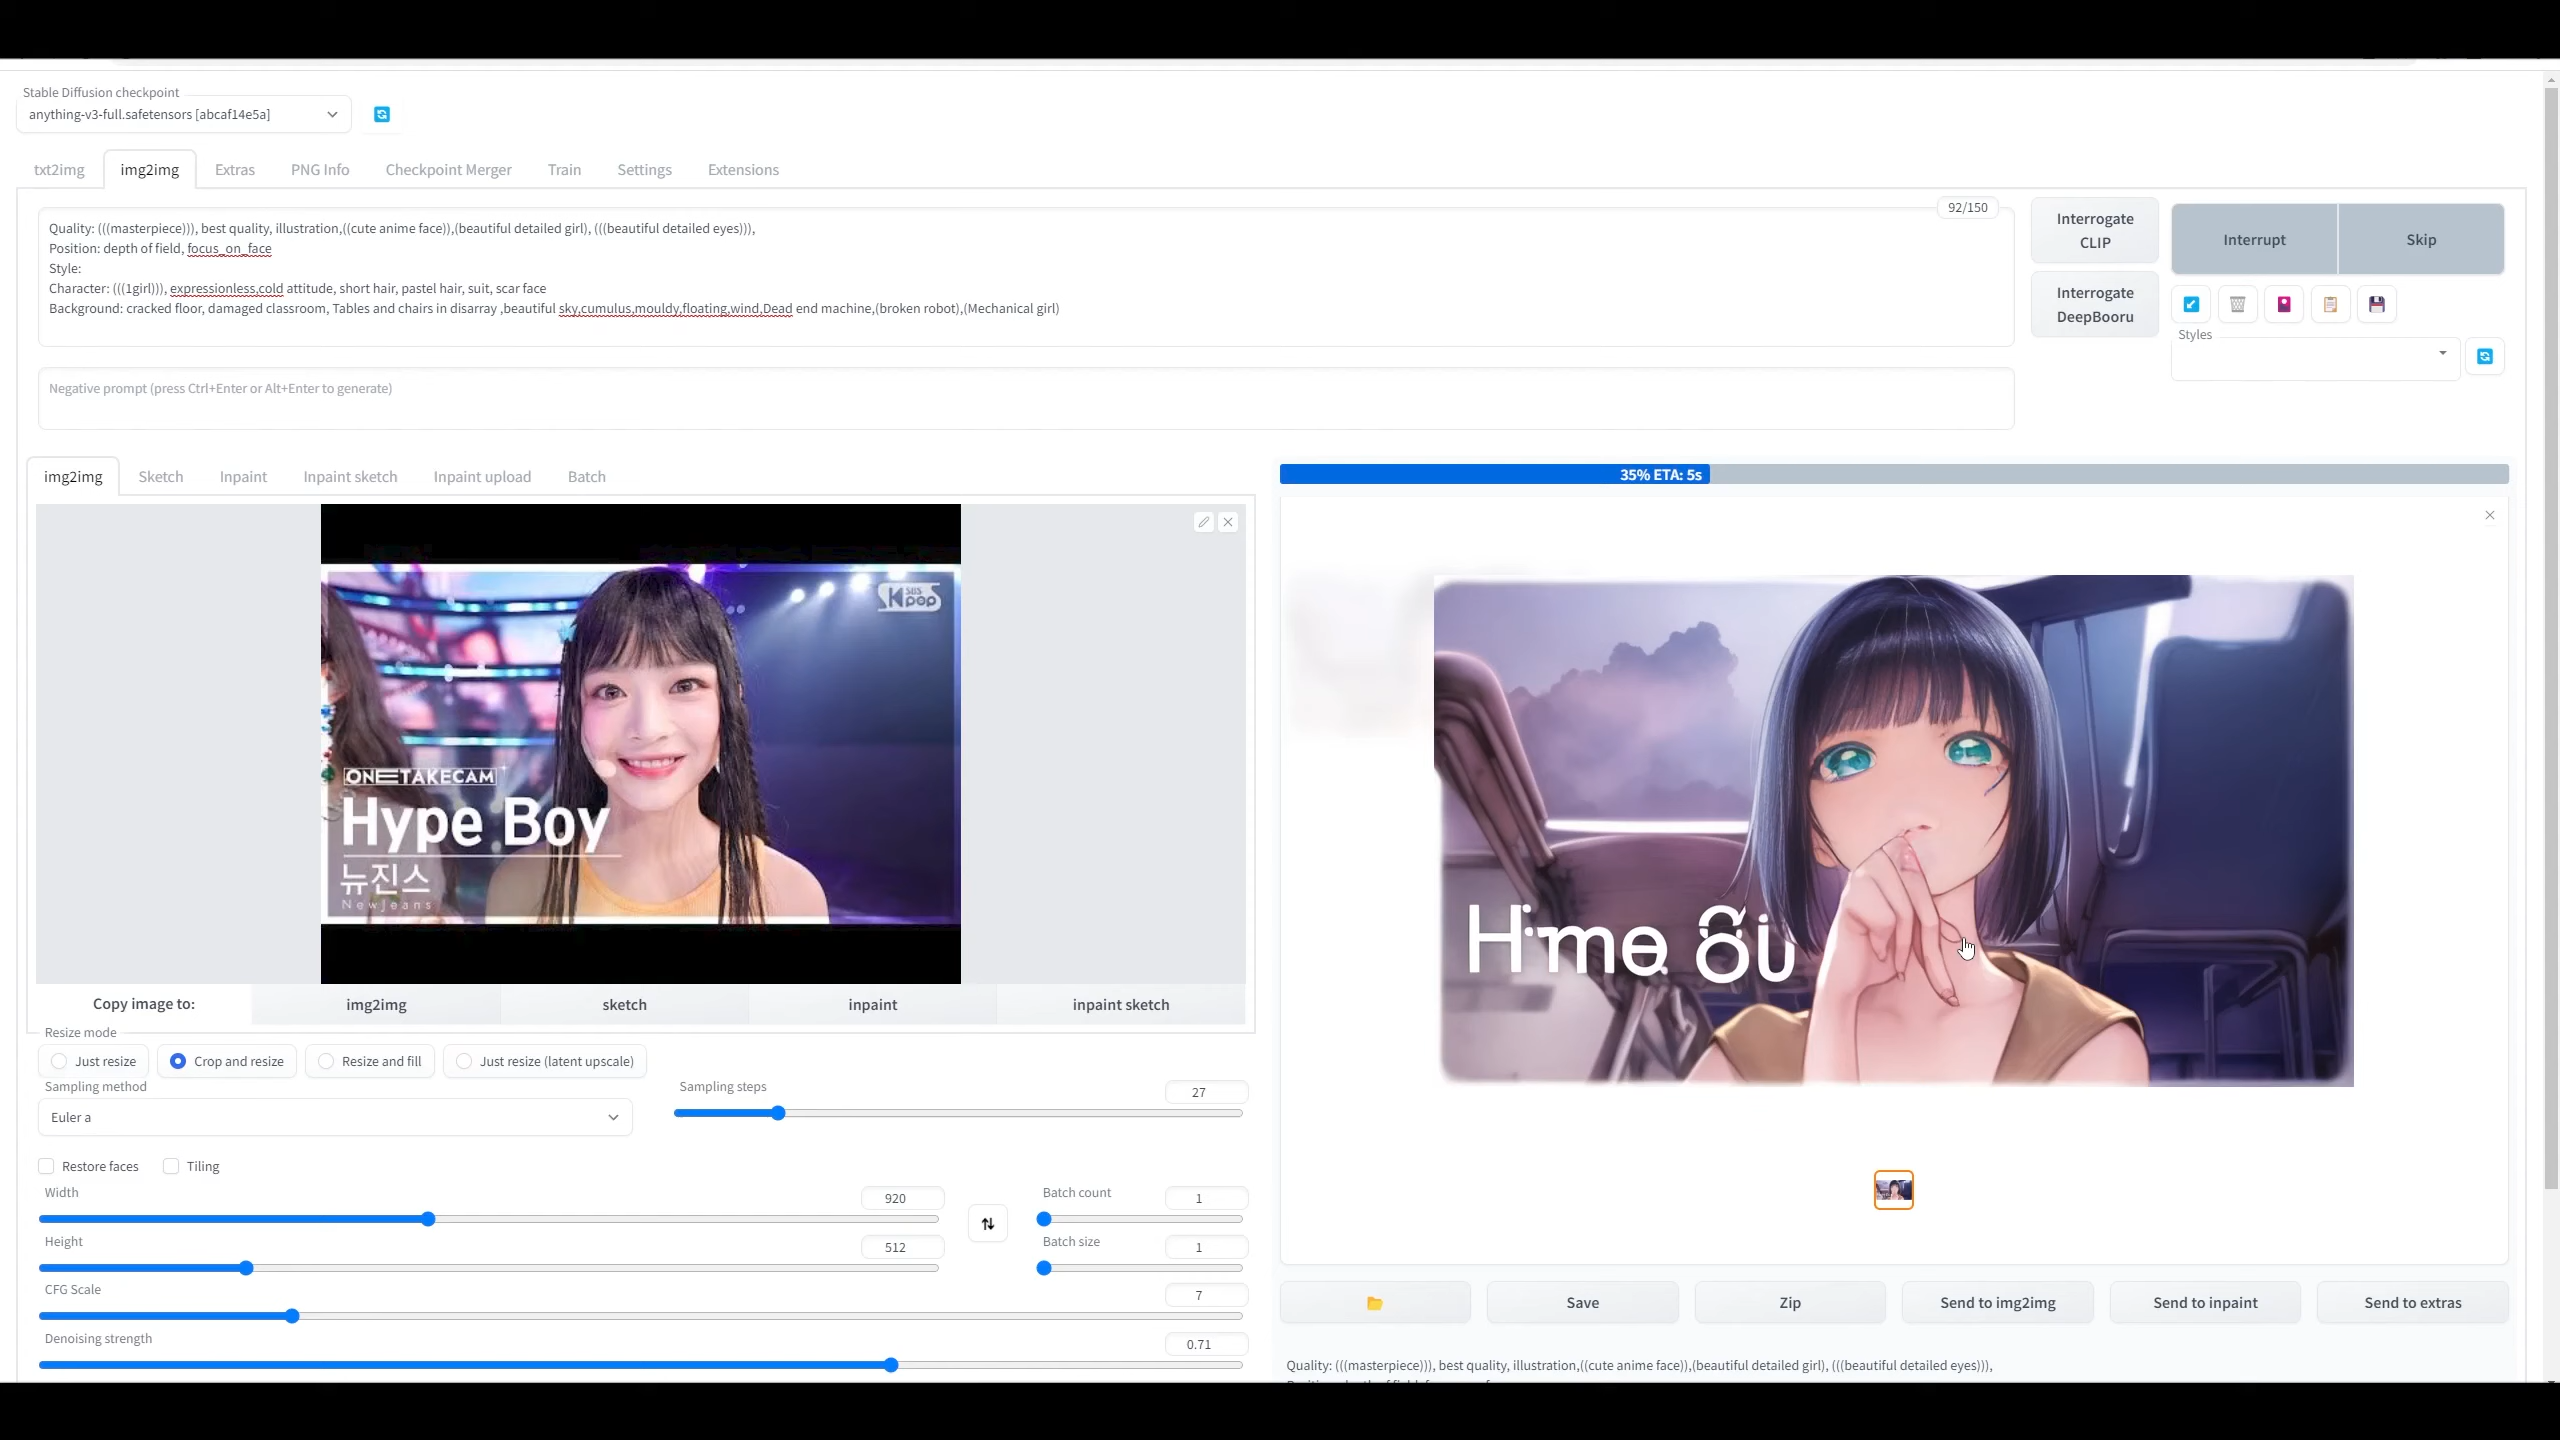 Stable Diffusion checkpoint
anything-v3-full.safetensors [abcaf14e5a]
txt2img
img2img
Extras
PNG Info
Checkpoint Merger
Train
Settings
Extensions
92/150
Quality: (((masterpiece))), best quality, illustration,((cute anime face)),(beautiful detailed girl), (((beautiful detailed eyes))),
Position: depth of field, focus_on_face
Style:
Character: (((1girl))), expressionless,cold attitude, short hair, pastel hair, suit, scar face
Background: cracked floor, damaged classroom, Tables and chairs in disarray ,beautiful sky,cumulus,mouldy,floating,wind,Dead end machine,(broken robot),(Mechanical girl)
Negative prompt (press Ctrl+Enter or Alt+Enter to generate)
Interrogate
CLIP
Interrogate
DeepBooru
Interrupt
Skip
Styles
img2img
Sketch
Inpaint
Inpaint sketch
Inpaint upload
Batch
SBS
Kpop
ONETAKECAM
Hype Boy
뉴진스
NewJeans
Copy image to:
img2img
sketch
inpaint
inpaint sketch
Resize mode
Just resize
Crop and resize
Resize and fill
Just resize (latent upscale)
Sampling method
Euler a
Sampling steps
27
Restore faces
Tiling
Width
920
Height
512
Batch count
1
Batch size
1
CFG Scale
7
Denoising strength
0.71
35% ETA: 5s
Save
Zip
Send to img2img
Send to inpaint
Send to extras
Quality: (((masterpiece))), best quality, illustration,((cute anime face)),(beautiful detailed girl), (((beautiful detailed eyes))),